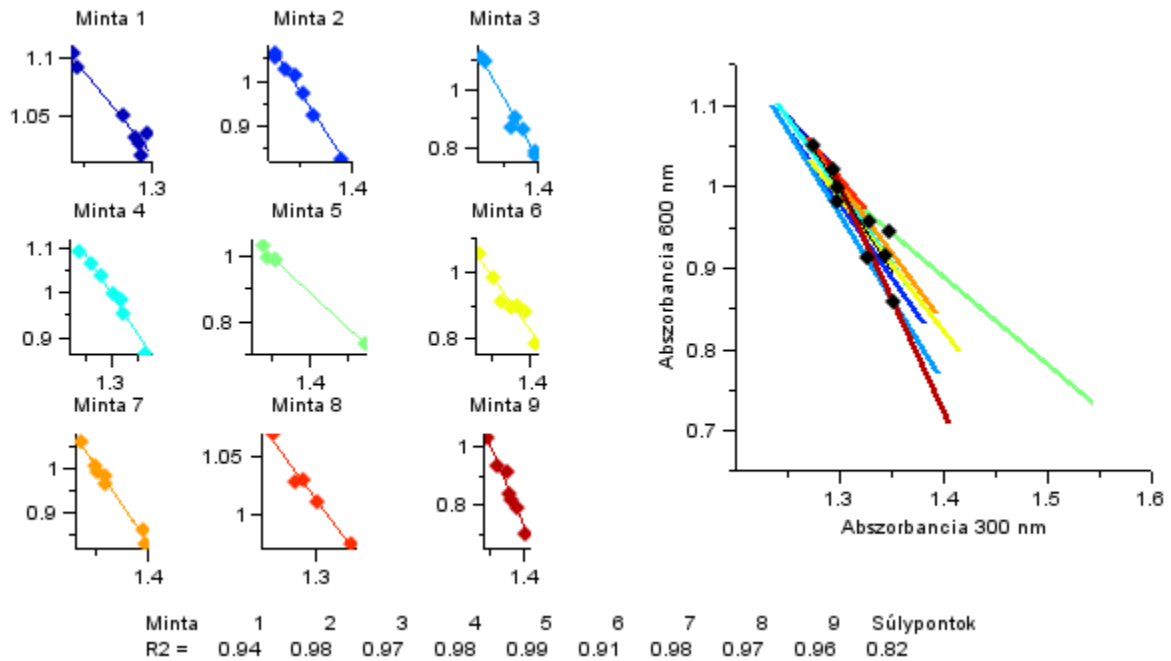 Minta 1
Minta 2
Minta 3
1.1
1.05
1.3
1
0.9
1.4
1
0.8
1.4
Minta 4
Minta 5
Minta 6
1.1
1
0.9
1.3
1
0.8
1.4
1
0.8
1.4
Minta 7
Minta 8
Minta 9
1
0.9
1.4
1.05
1
1.3
1
0.8
1.4
Abszorbancia 600 nm
1.1
1
0.9
0.8
0.7
1.3
1.4
1.5
1.6
Abszorbancia 300 nm
Minta 1 2 3 4 5 6 7 8 9 Súlypontok
R2 = 0.94 0.98 0.97 0.98 0.99 0.91 0.98 0.97 0.96 0.82